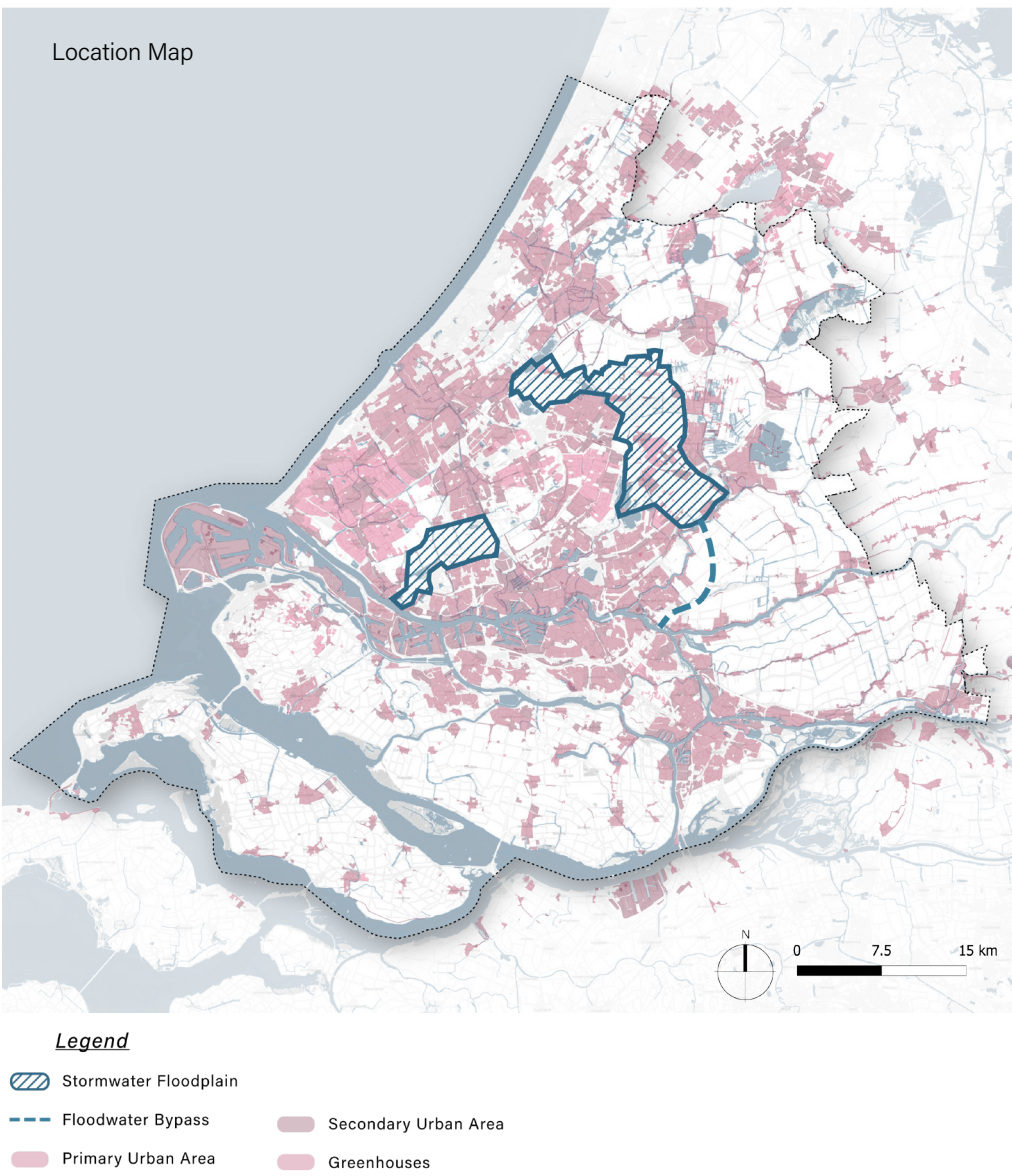 Location Map
N
0 7.5 15 km
Legend
Stormwater Floodplain
Floodwater Bypass
Secondary Urban Area
Primary Urban Area
Greenhouses